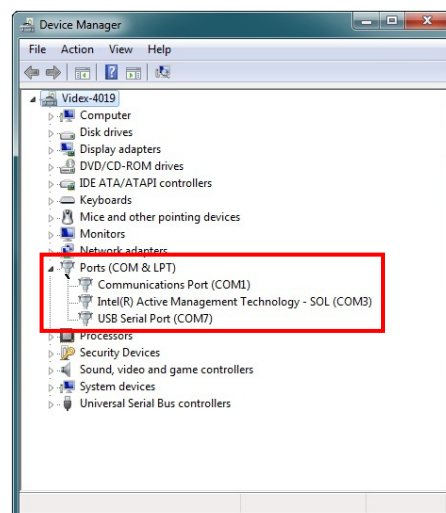 Device Manager
File Action View Help
Videx-4019
Computer
Disk drives
Display adapters
DVD/CD-ROM drives
IDE ATA/ATAPI controllers
Keyboards
Mice and other pointing devices
Monitors
Network adapters
Ports (COM & LPT)
Communications Port (COM1)
Intel(R) Active Management Technology - SOL (COM3)
USB Serial Port (COM7)
Processors
Security Devices
Sound, video and game controllers
System devices
Universal Serial Bus controllers